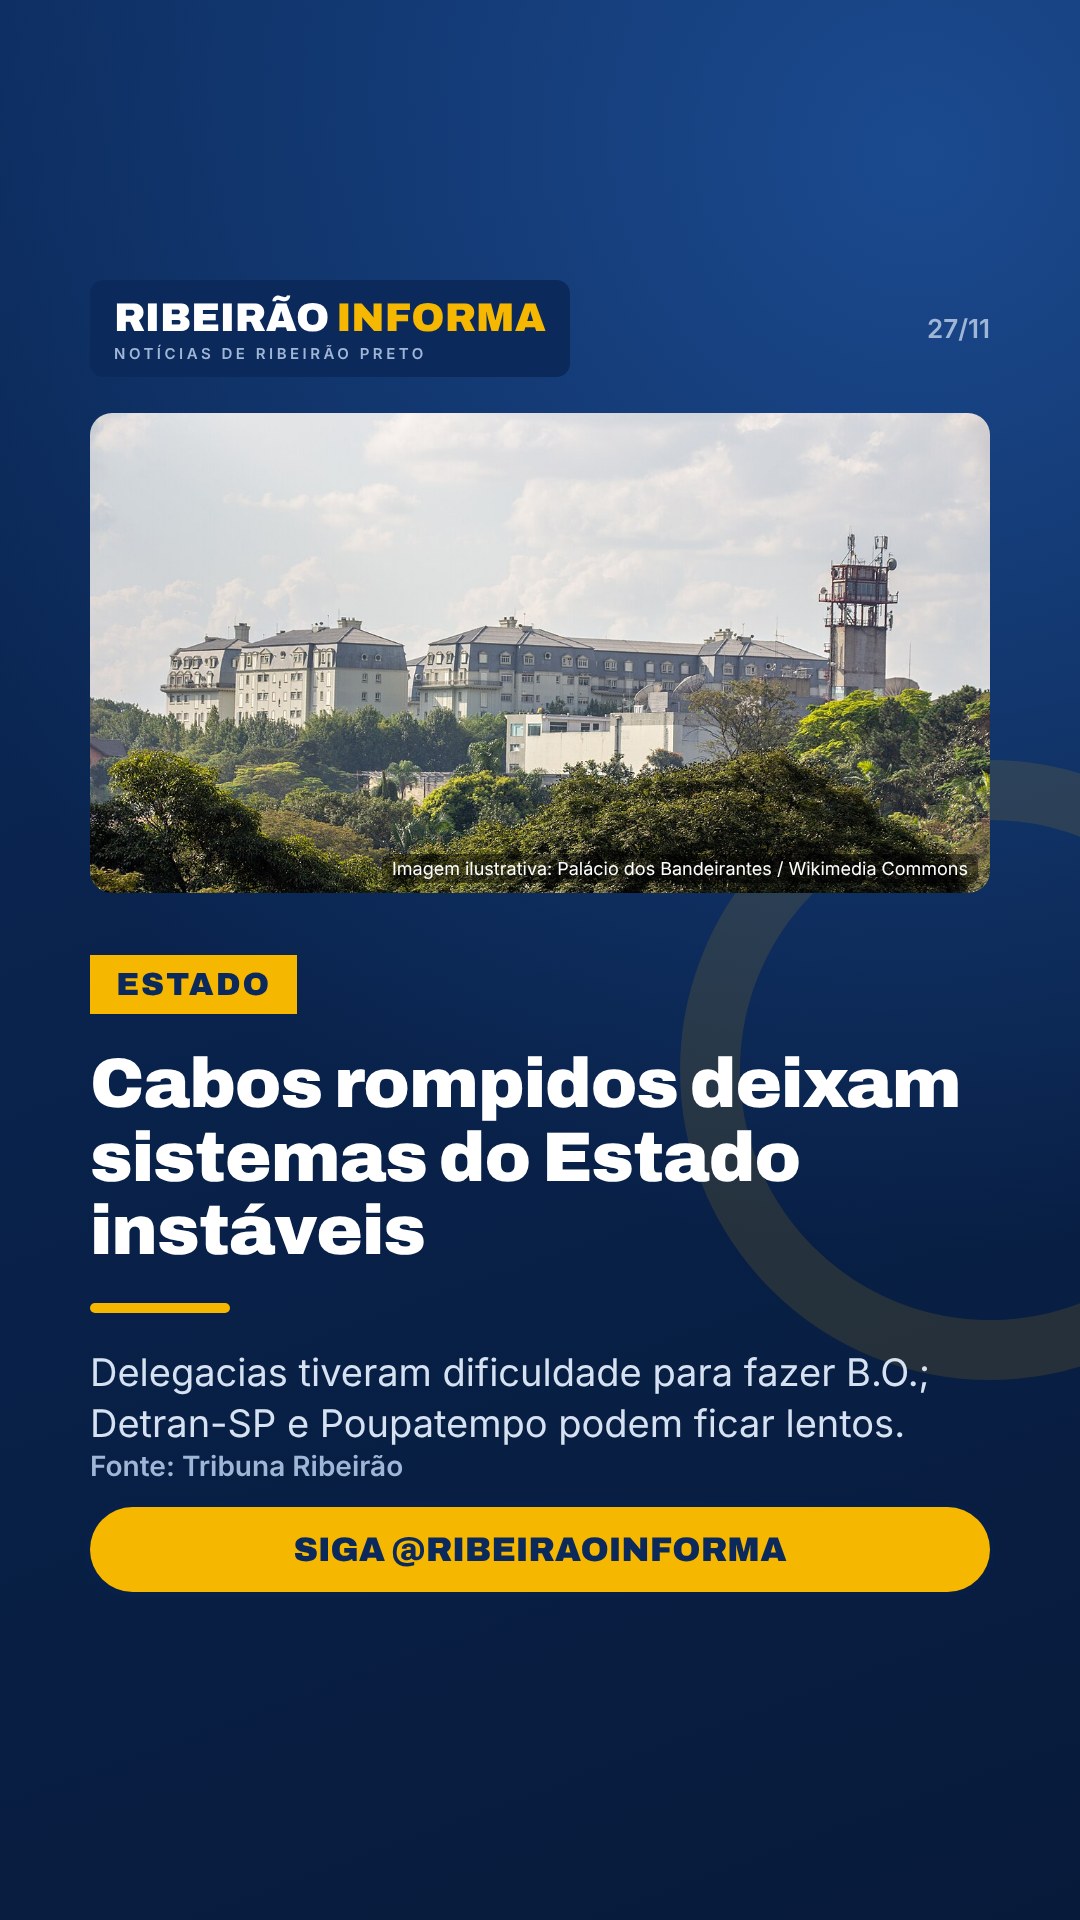 RIBEIRÃO INFORMA
NOTÍCIAS DE RIBEIRÃO PRETO
27/11
Imagem ilustrativa: Palácio dos Bandeirantes / Wikimedia Commons
ESTADO
Cabos rompidos deixam
sistemas do Estado
instáveis
Delegacias tiveram dificuldade para fazer B.O.;
Detran-SP e Poupatempo podem ficar lentos.
Fonte: Tribuna Ribeirão
SIGA @RIBEIRAOINFORMA